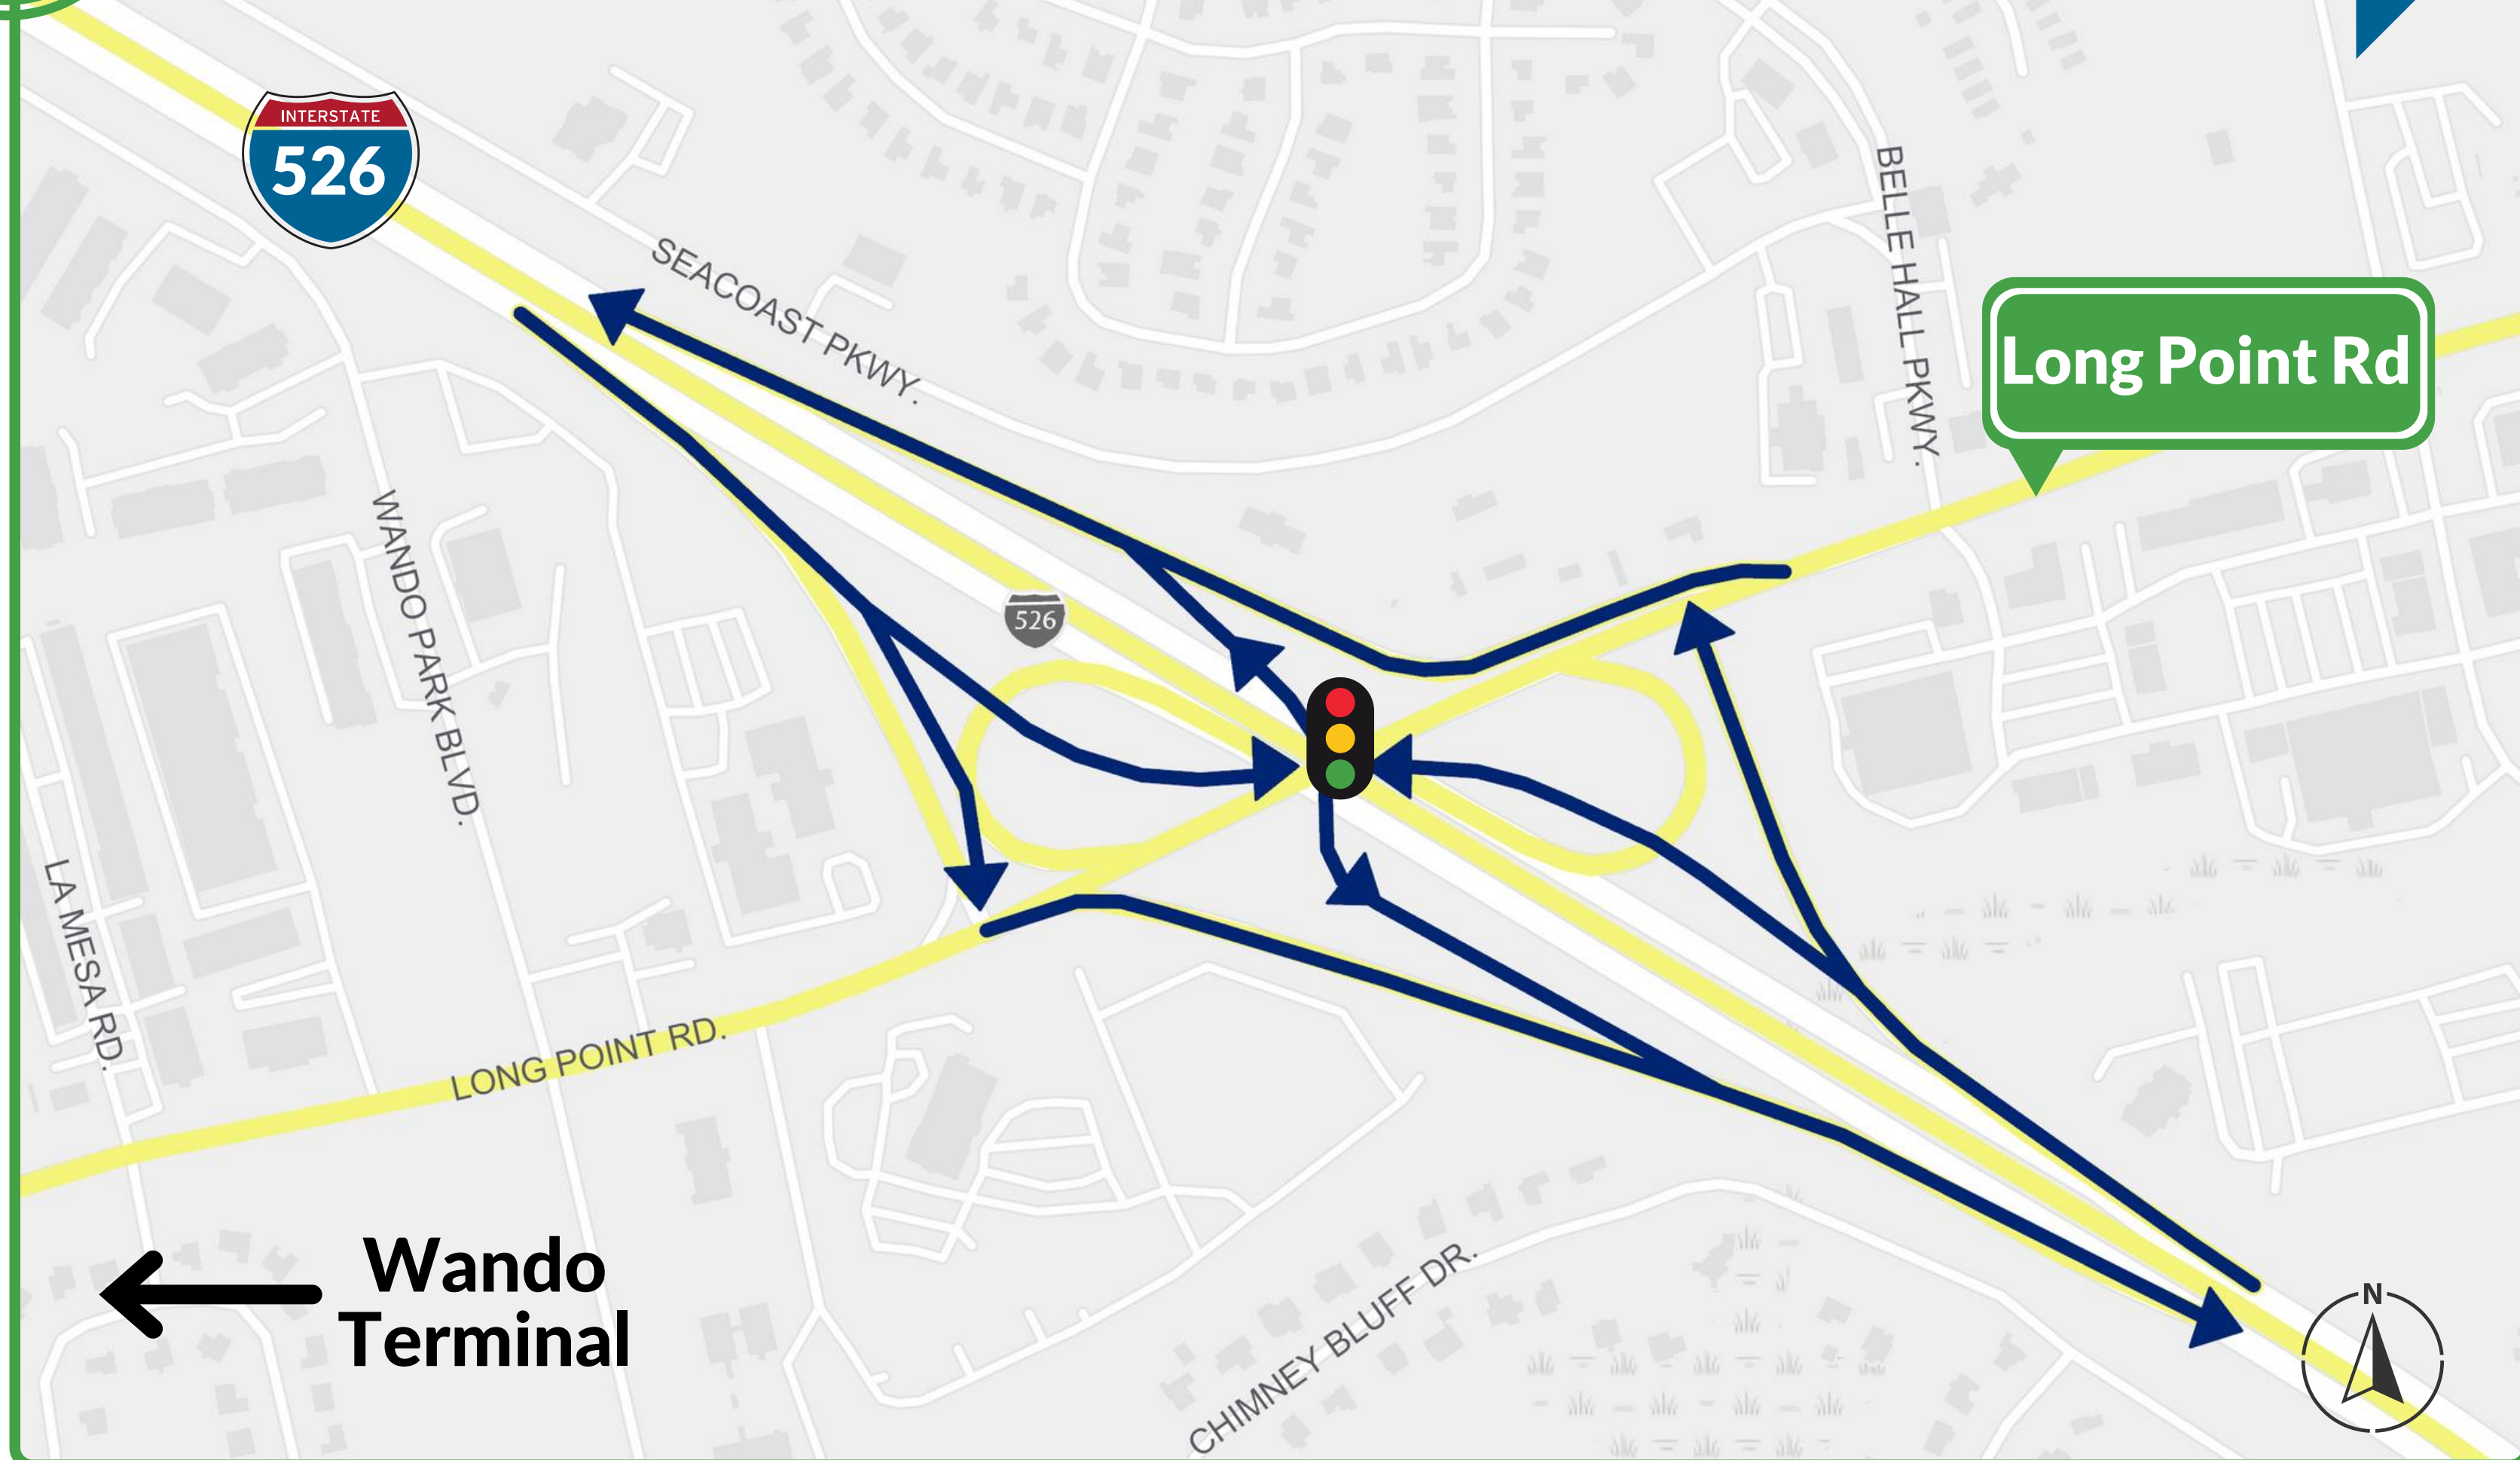 INTERSTATE
526
SEACOAST PKWY.
BELLE HALL PKWY.
Long Point Rd
WANDO PARK BLVD.
526
LA MESA RD.
LONG POINT RD.
Wando
Terminal
CHIMNEY BLUFF DR.
N